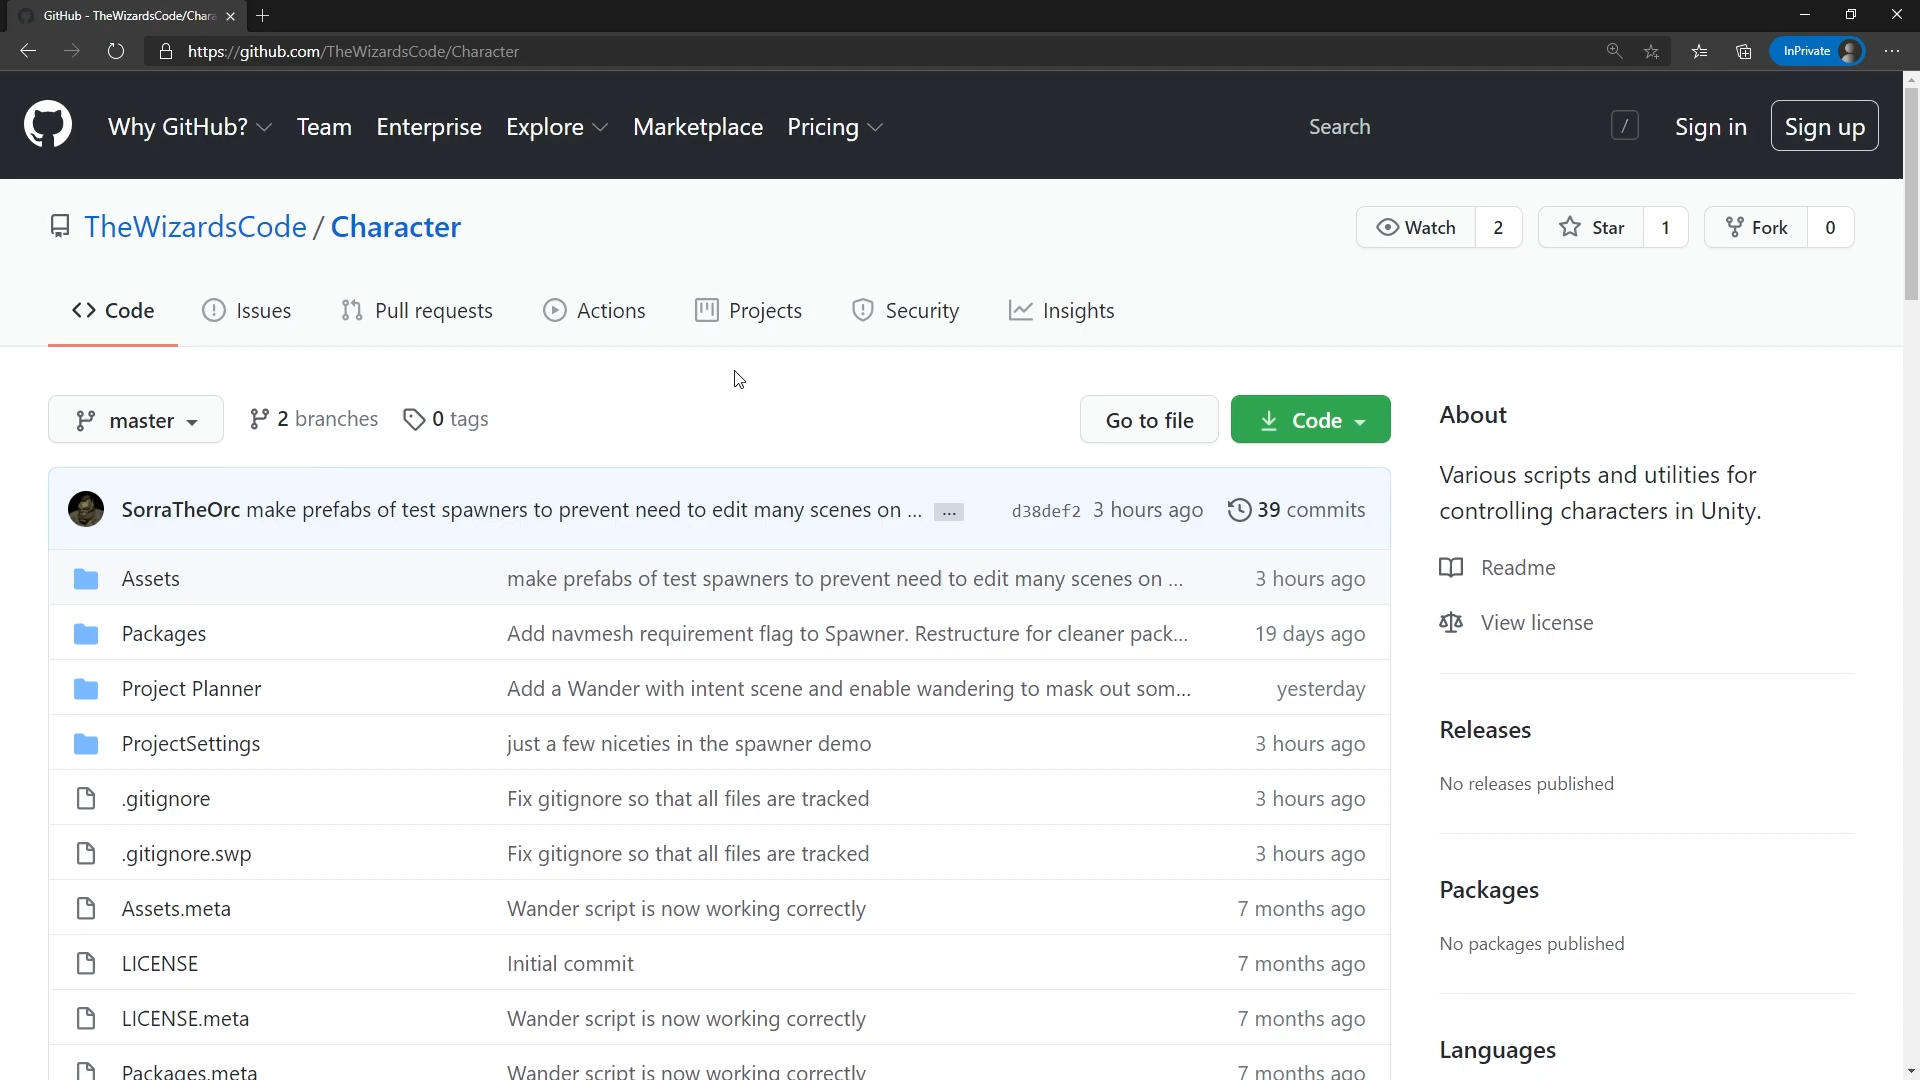 GitHub - TheWizardsCode/Chara
https://github.com/TheWizardsCode/Character
InPrivate
Why GitHub? Team Enterprise Explore Marketplace Pricing Search / Sign in Sign up
TheWizardsCode / Character Watch 2 Star 1 Fork 0
Code Issues Pull requests Actions Projects Security Insights
master 2 branches 0 tags Go to file Code
SorraTheOrc make prefabs of test spawners to prevent need to edit many scenes on ... ... d38def2 3 hours ago 39 commits
Assets make prefabs of test spawners to prevent need to edit many scenes on ... 3 hours ago
Packages Add navmesh requirement flag to Spawner. Restructure for cleaner pack... 19 days ago
Project Planner Add a Wander with intent scene and enable wandering to mask out som... yesterday
ProjectSettings just a few niceties in the spawner demo 3 hours ago
.gitignore Fix gitignore so that all files are tracked 3 hours ago
.gitignore.swp Fix gitignore so that all files are tracked 3 hours ago
Assets.meta Wander script is now working correctly 7 months ago
LICENSE Initial commit 7 months ago
LICENSE.meta Wander script is now working correctly 7 months ago
Packages.meta Wander script is now working correctly 7 months ago
About
Various scripts and utilities for
controlling characters in Unity.
Readme
View license
Releases
No releases published
Packages
No packages published
Languages